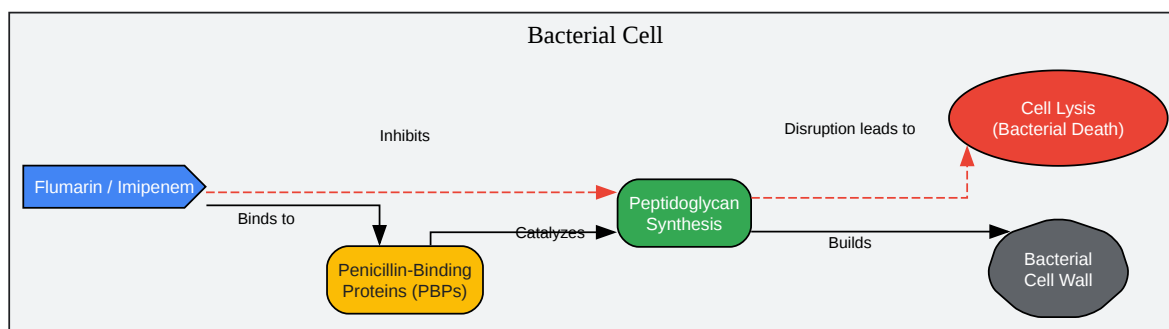 Bacterial Cell
Cell Lysis
(Bacterial Death)
Disruption leads to
Inhibits
Flumarin / Imipenem
Peptidoglycan
Synthesis
Binds to
Catalyzes
Builds
Penicillin-Binding
Proteins (PBPs)
Bacterial
Cell Wall